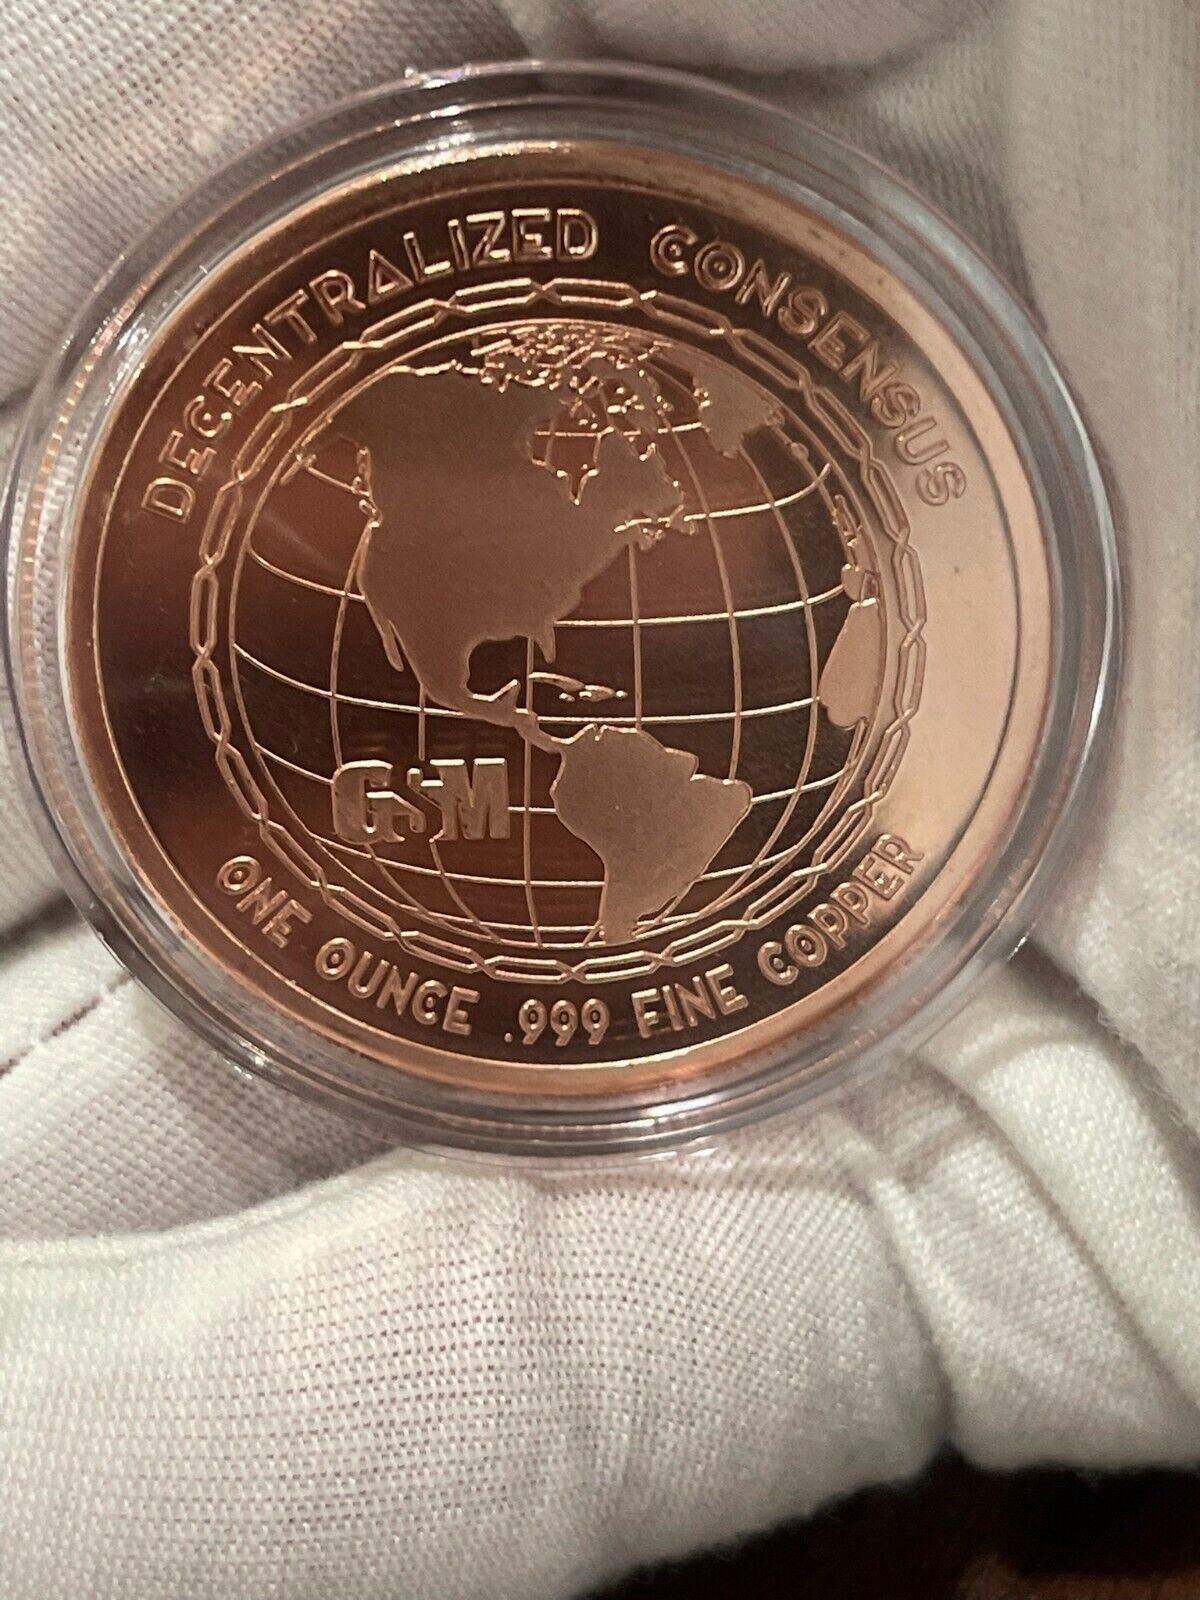 DECENTRALIZED CONSENSUS
GSM
ONE OUNCE .999 FINE COPPER